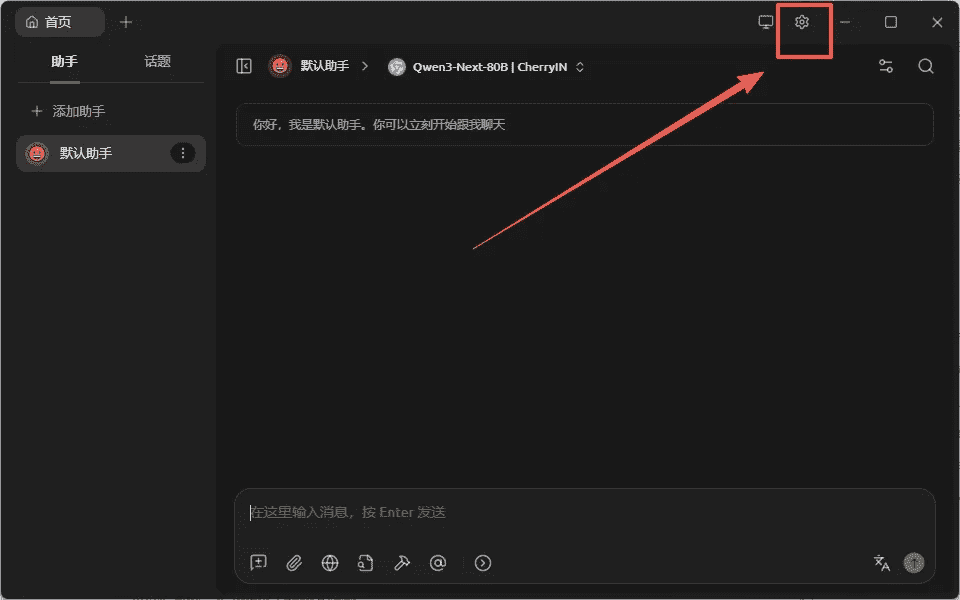 首页
助手
话题
默认助手
Qwen3-Next-80B | CherryIN
添加助手
默认助手
你好，我是默认助手。你可以立刻开始跟我聊天
在这里输入消息，按 Enter 发送